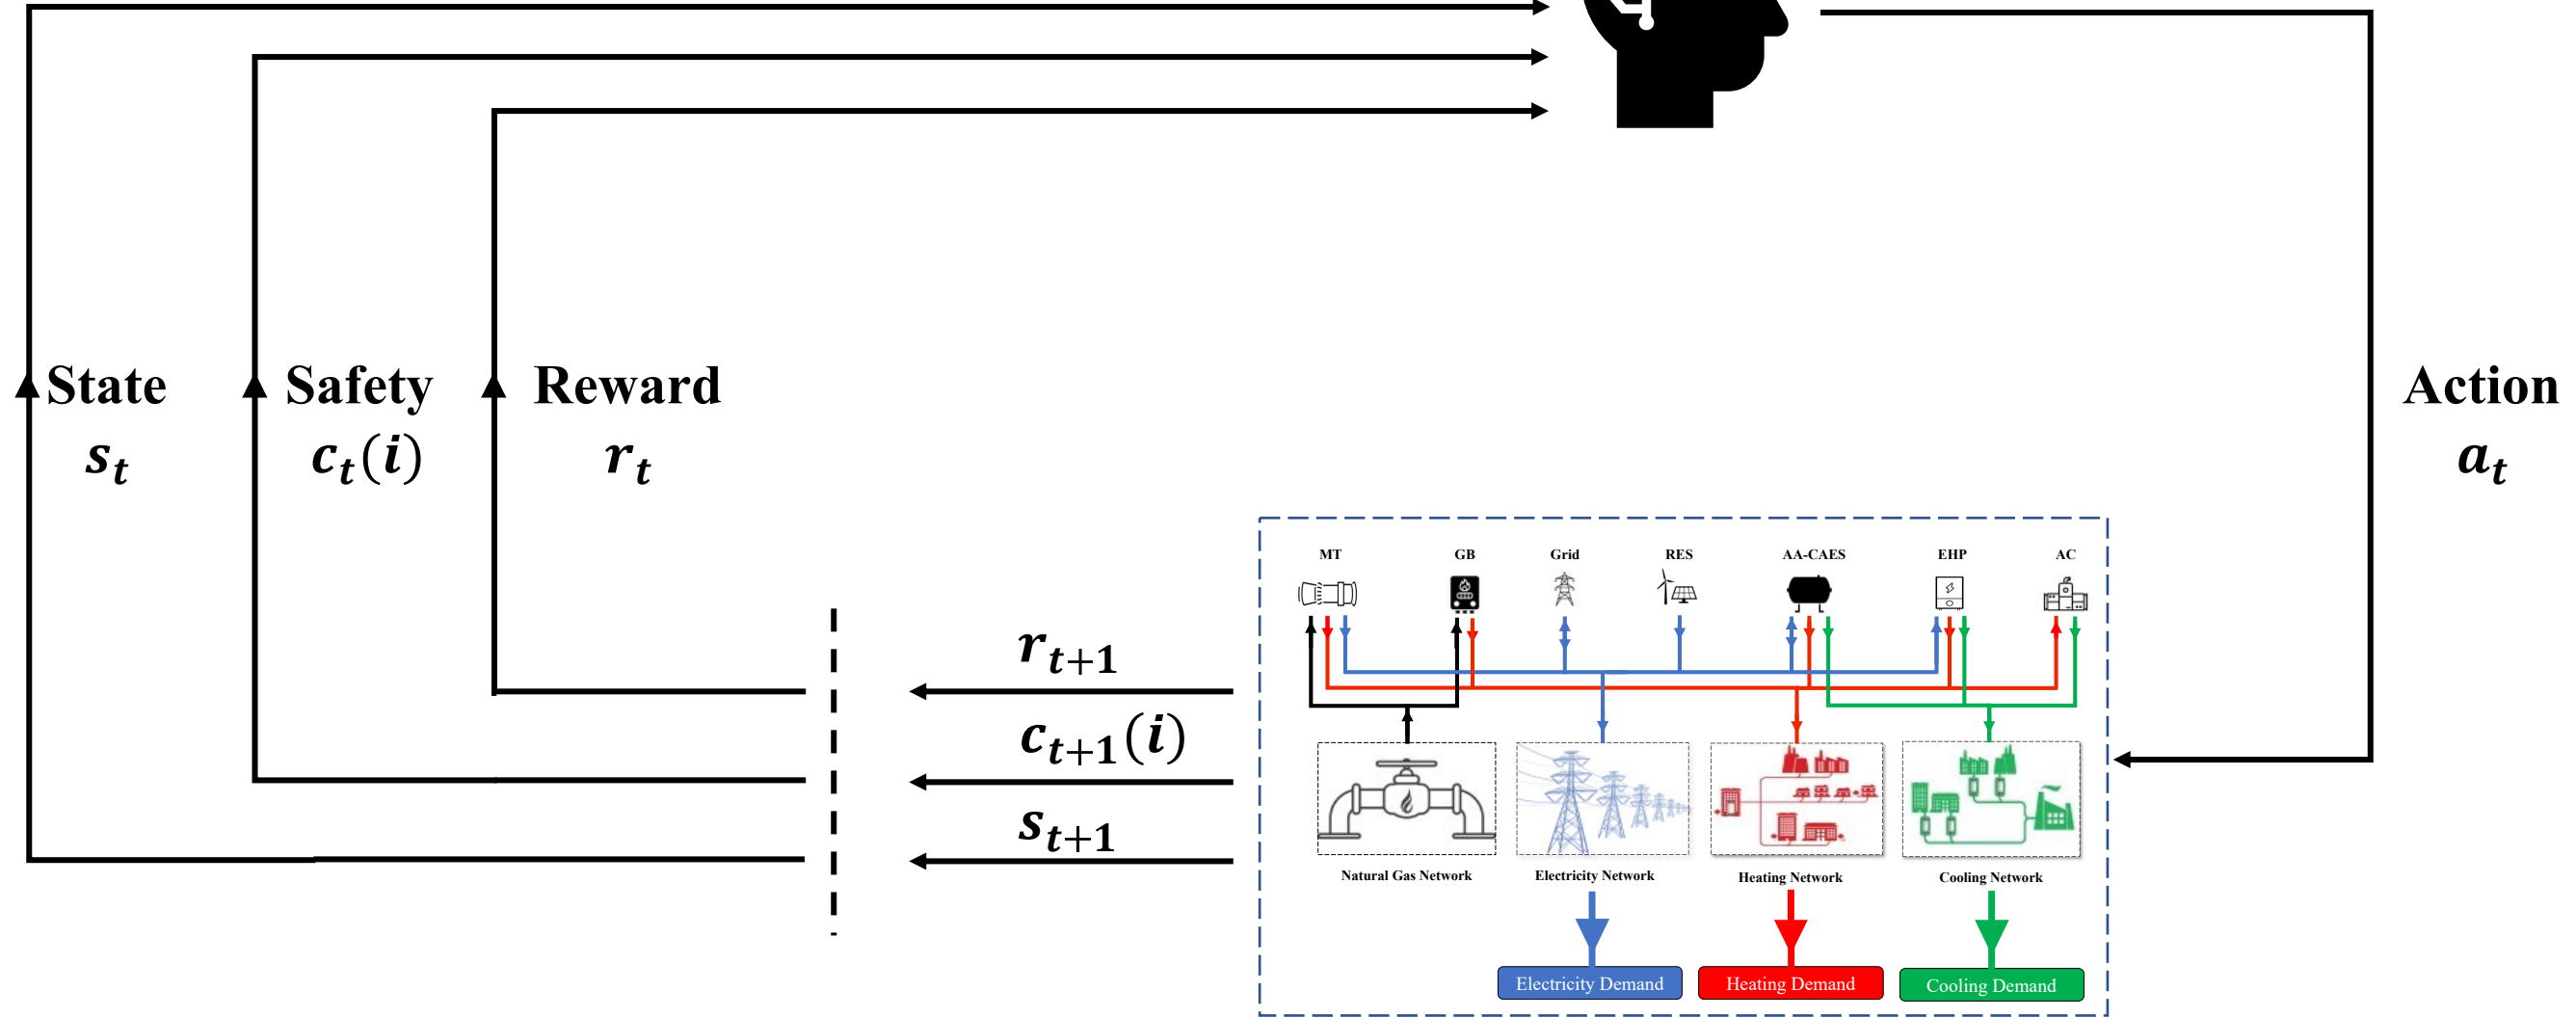 State
s_t
Safety
c_t(i)
Reward
r_t
Action
a_t
r_{t+1}
c_{t+1}(i)
s_{t+1}
MT
GB
Grid
RES
AA-CAES
EHP
AC
Natural Gas Network
Electricity Network
Heating Network
Cooling Network
Electricity Demand
Heating Demand
Cooling Demand